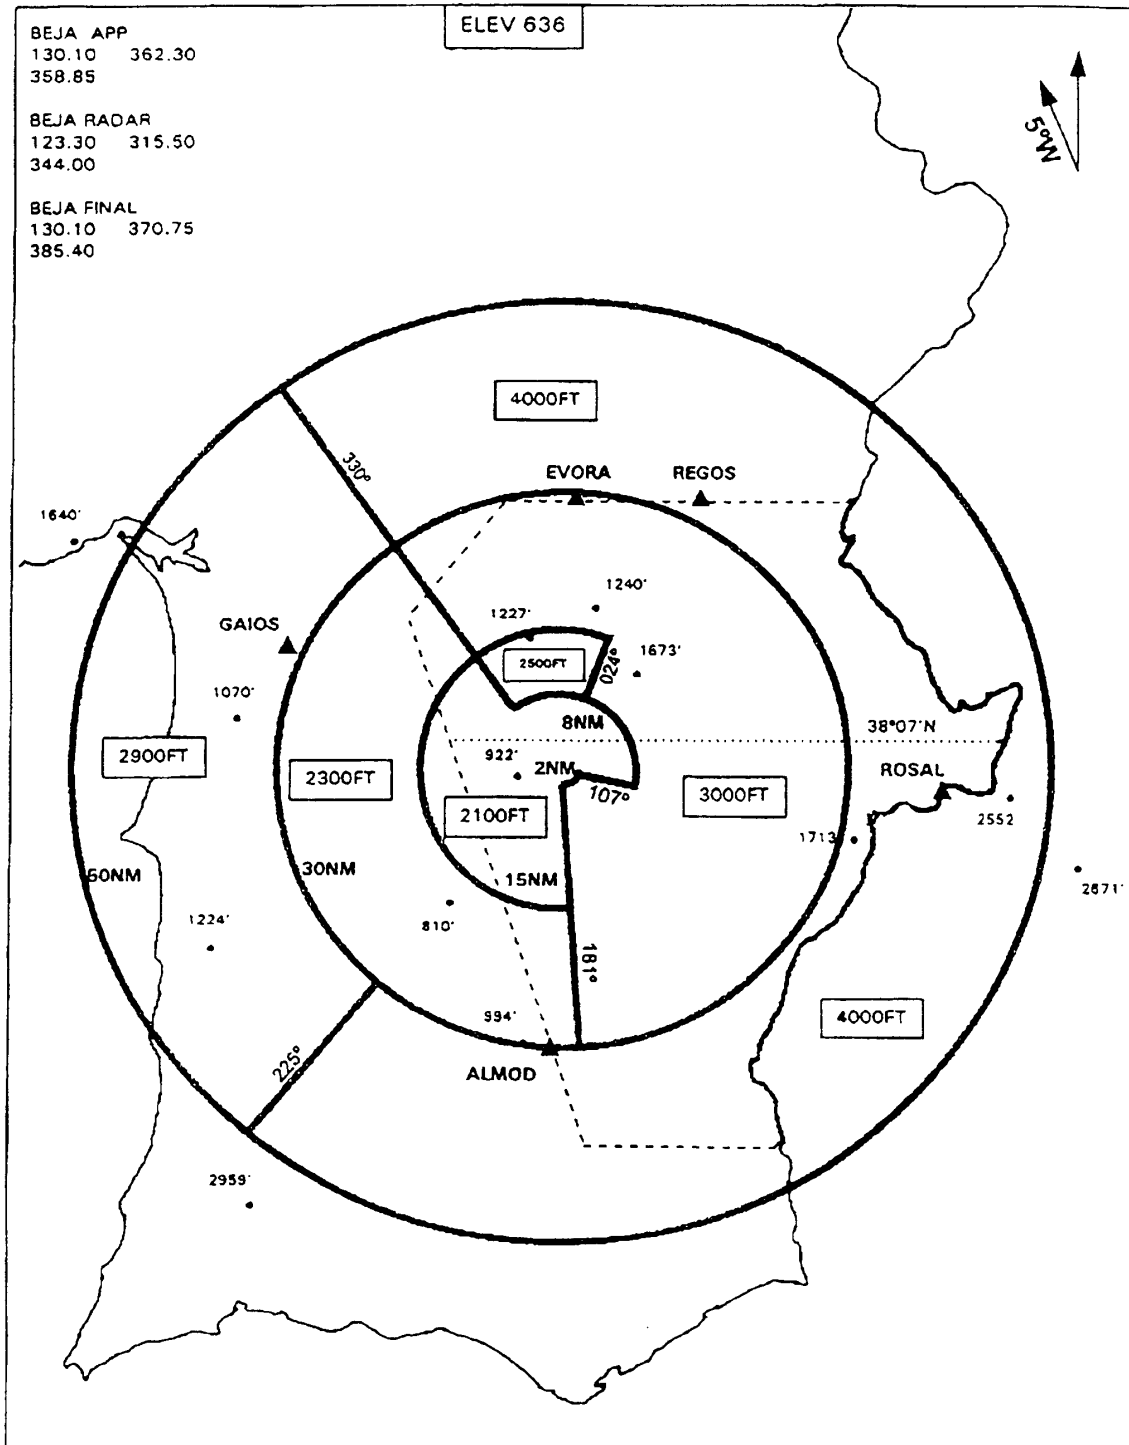 ELEV 636
BEJA APP
130.10 362.30
358.85
BEJA RADAR
123.30 315.50
344.00
BEJA FINAL
130.10 370.75
385.40
5°W
4000FT
330°
EVORA
REGOS
1640'
GAIOS
1227'
1240'
1673'
2500FT
024°
1070'
8NM
38°07'N
2900FT
922'
2NM
ROSAL
2300FT
107°
3000FT
2100FT
2552
1713
50NM
30NM
15NM
2671'
1224'
810'
181°
994'
4000FT
225°
ALMOD
2959'